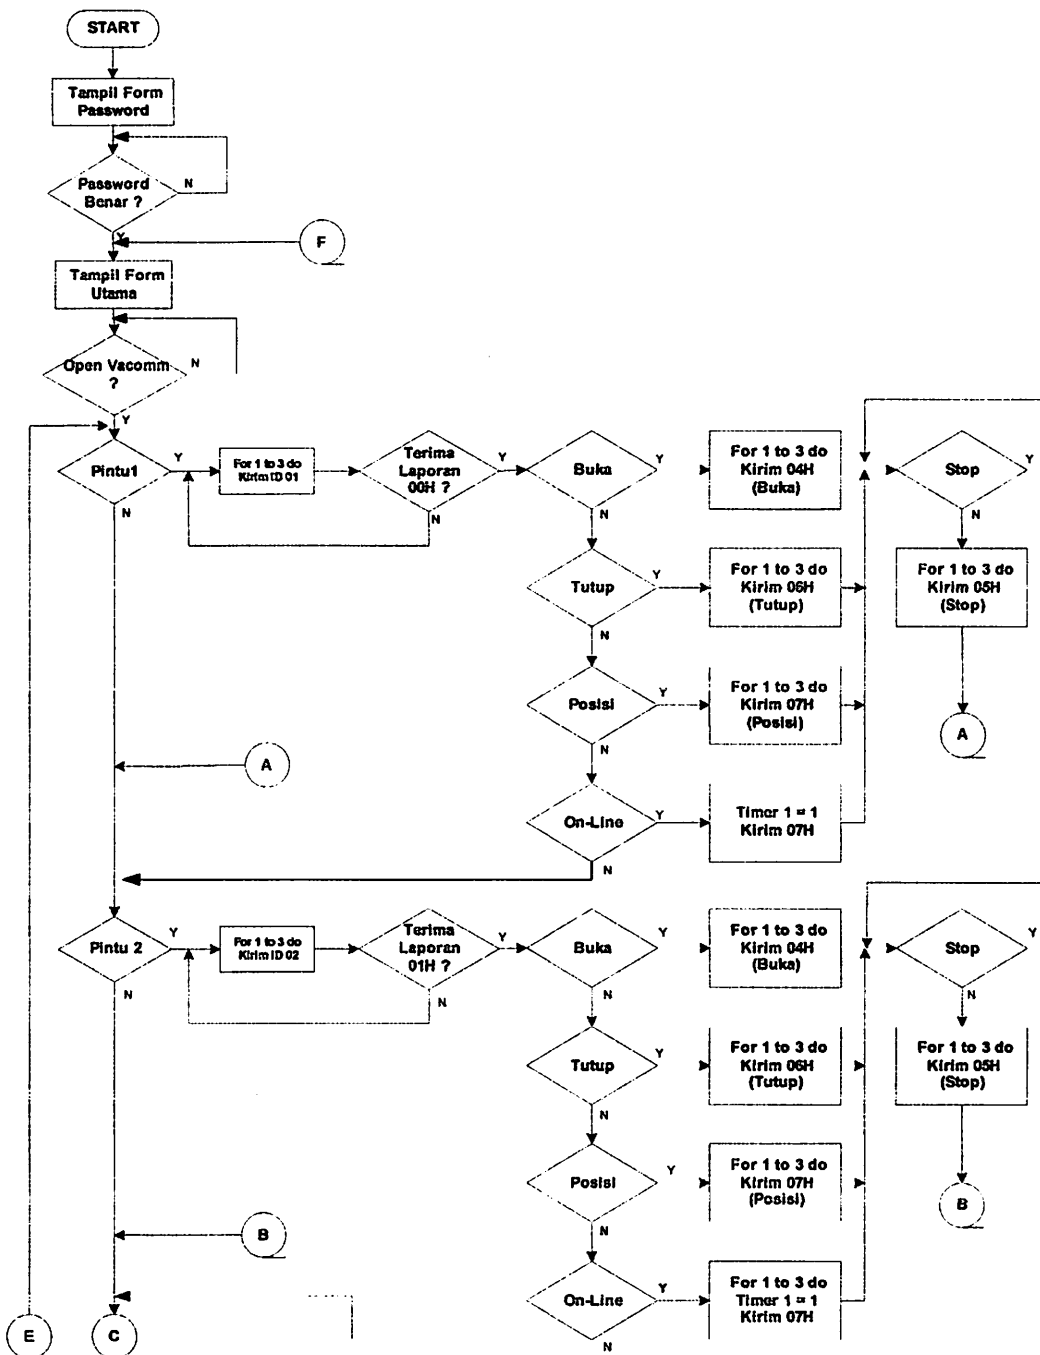 START
Tampil Form
Password
Password
Benar ?
N
Y
F
Tampil Form
Utama
Open Vacomm
?
N
Y
Pintu1
Y
N
For 1 to 3 do
Kirim ID 01
Terima
Laporan
00H ?
Y
N
Buka
Y
N
For 1 to 3 do
Kirim 04H
(Buka)
Stop
Y
N
Tutup
Y
N
For 1 to 3 do
Kirim 06H
(Tutup)
For 1 to 3 do
Kirim 05H
(Stop)
Posisi
Y
N
For 1 to 3 do
Kirim 07H
(Posisi)
A
A
On-Line
Y
N
Timer 1 = 1
Kirim 07H
Pintu 2
Y
N
For 1 to 3 do
Kirim ID 02
Terima
Laporan
01H ?
Y
N
Buka
Y
N
For 1 to 3 do
Kirim 04H
(Buka)
Stop
Y
N
Tutup
Y
N
For 1 to 3 do
Kirim 06H
(Tutup)
For 1 to 3 do
Kirim 05H
(Stop)
Posisi
Y
N
For 1 to 3 do
Kirim 07H
(Posisi)
B
B
On-Line
Y
N
For 1 to 3 do
Timer 1 = 1
Kirim 07H
E
C